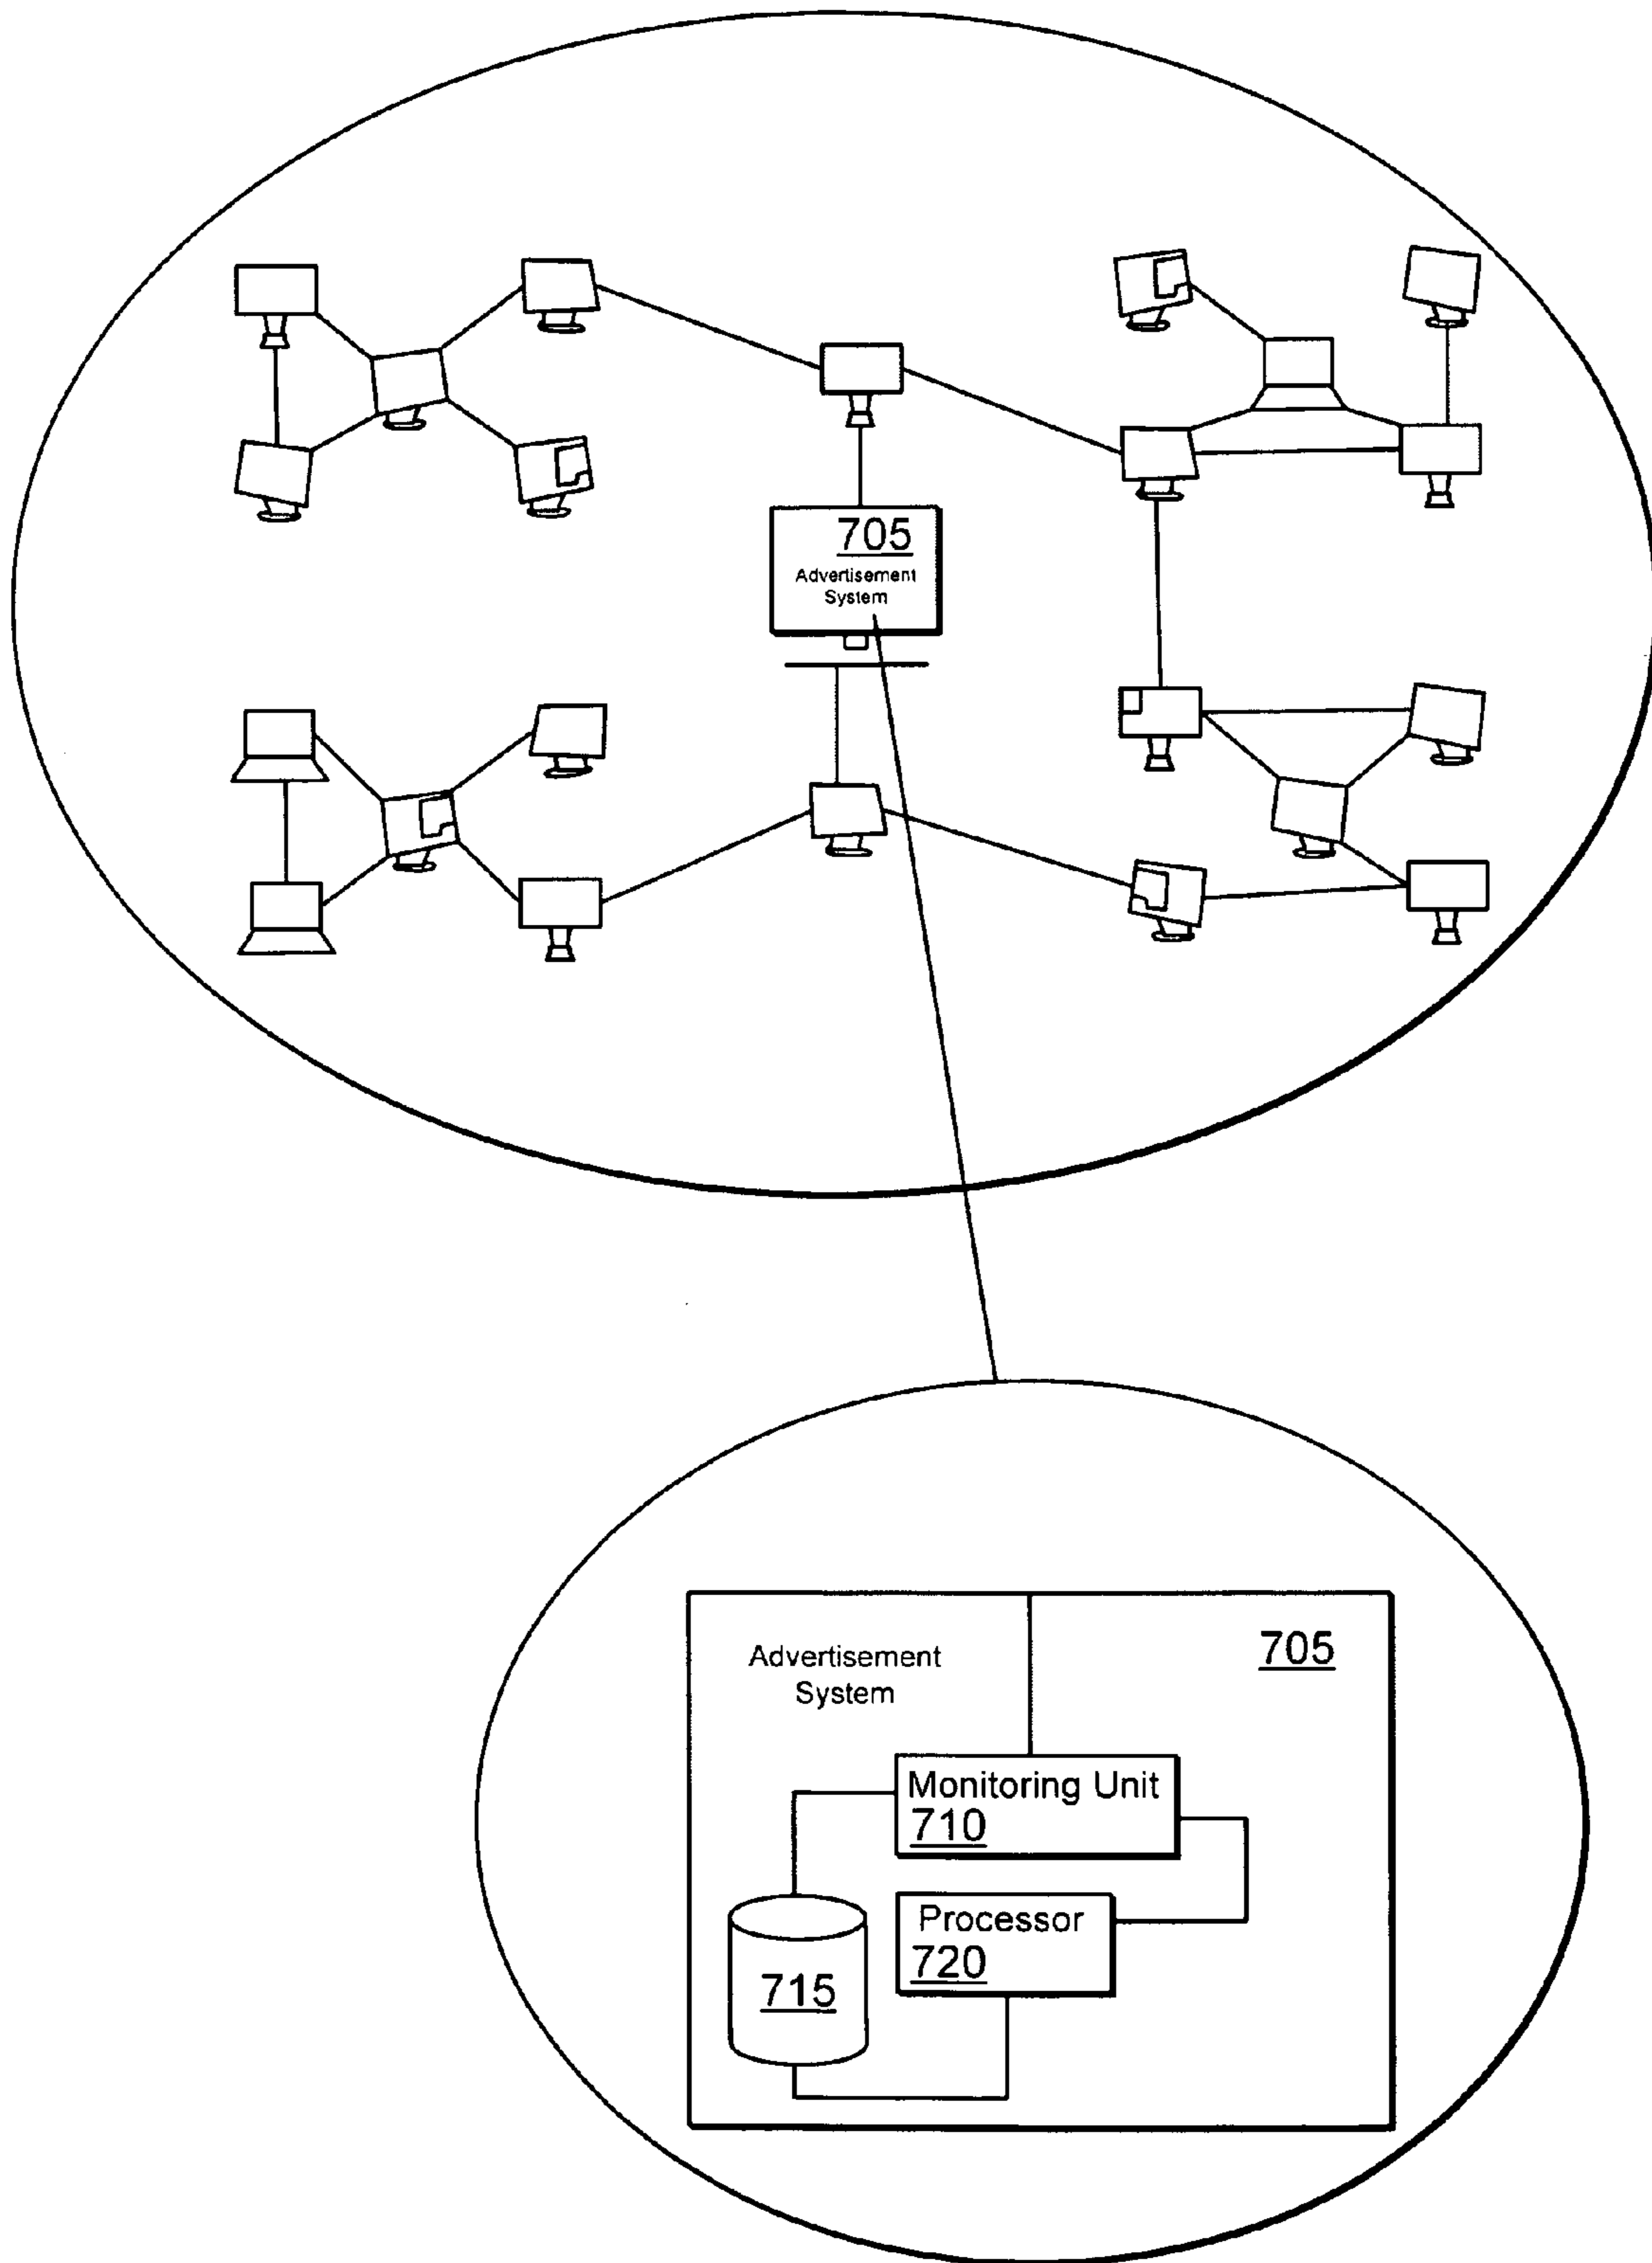 705
Advertisement
System
Advertisement
System
705
Monitoring Unit
710
Processor
720
715